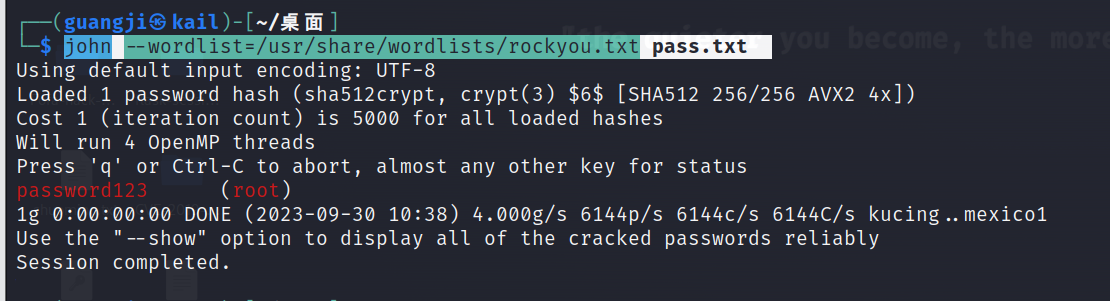 ┌──(guangji㉿kail)-[~/桌面]
└─$ john --wordlist=/usr/share/wordlists/rockyou.txt pass.txt
you become, the more
Using default input encoding: UTF-8
Loaded 1 password hash (sha512crypt, crypt(3) $6$ [SHA512 256/256 AVX2 4x])
Cost 1 (iteration count) is 5000 for all loaded hashes
Will run 4 OpenMP threads
Press 'q' or Ctrl-C to abort, almost any other key for status
password123      (root)
1g 0:00:00:00 DONE (2023-09-30 10:38) 4.000g/s 6144p/s 6144c/s 6144C/s kucing..mexico1
Use the "--show" option to display all of the cracked passwords reliably
Session completed.